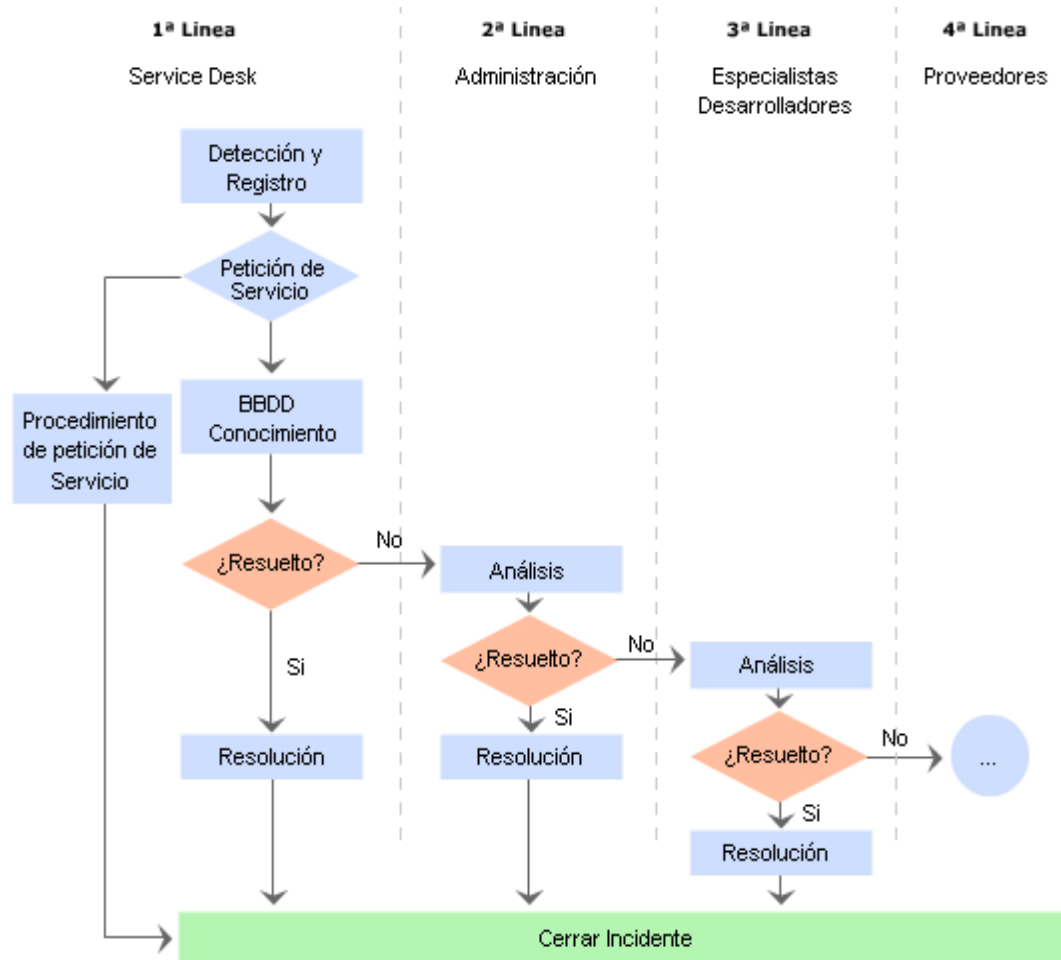 1ª Linea
2ª Linea
3ª Linea
4ª Linea
Service Desk
Administración
Especialistas
Desarrolladores
Proveedores
Detección y
Registro
Petición de
Servicio
Procedimiento
de petición de
Servicio
BBDD
Conocimiento
¿Resuelto?
No
Si
Resolución
Análisis
¿Resuelto?
No
Si
Resolución
Análisis
¿Resuelto?
No
Si
Resolución
...
Cerrar Incidente